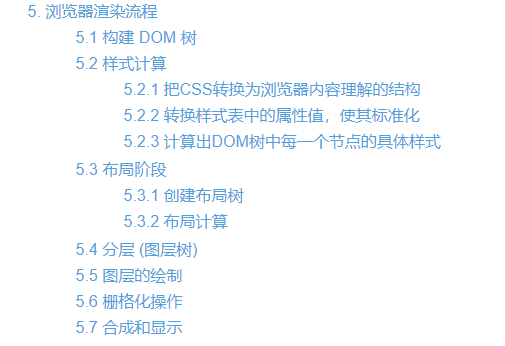 5. 浏览器渲染流程
5.1 构建 DOM 树
5.2 样式计算
5.2.1 把CSS转换为浏览器内容理解的结构
5.2.2 转换样式表中的属性值，使其标准化
5.2.3 计算出DOM树中每一个节点的具体样式
5.3 布局阶段
5.3.1 创建布局树
5.3.2 布局计算
5.4 分层 (图层树)
5.5 图层的绘制
5.6 栅格化操作
5.7 合成和显示